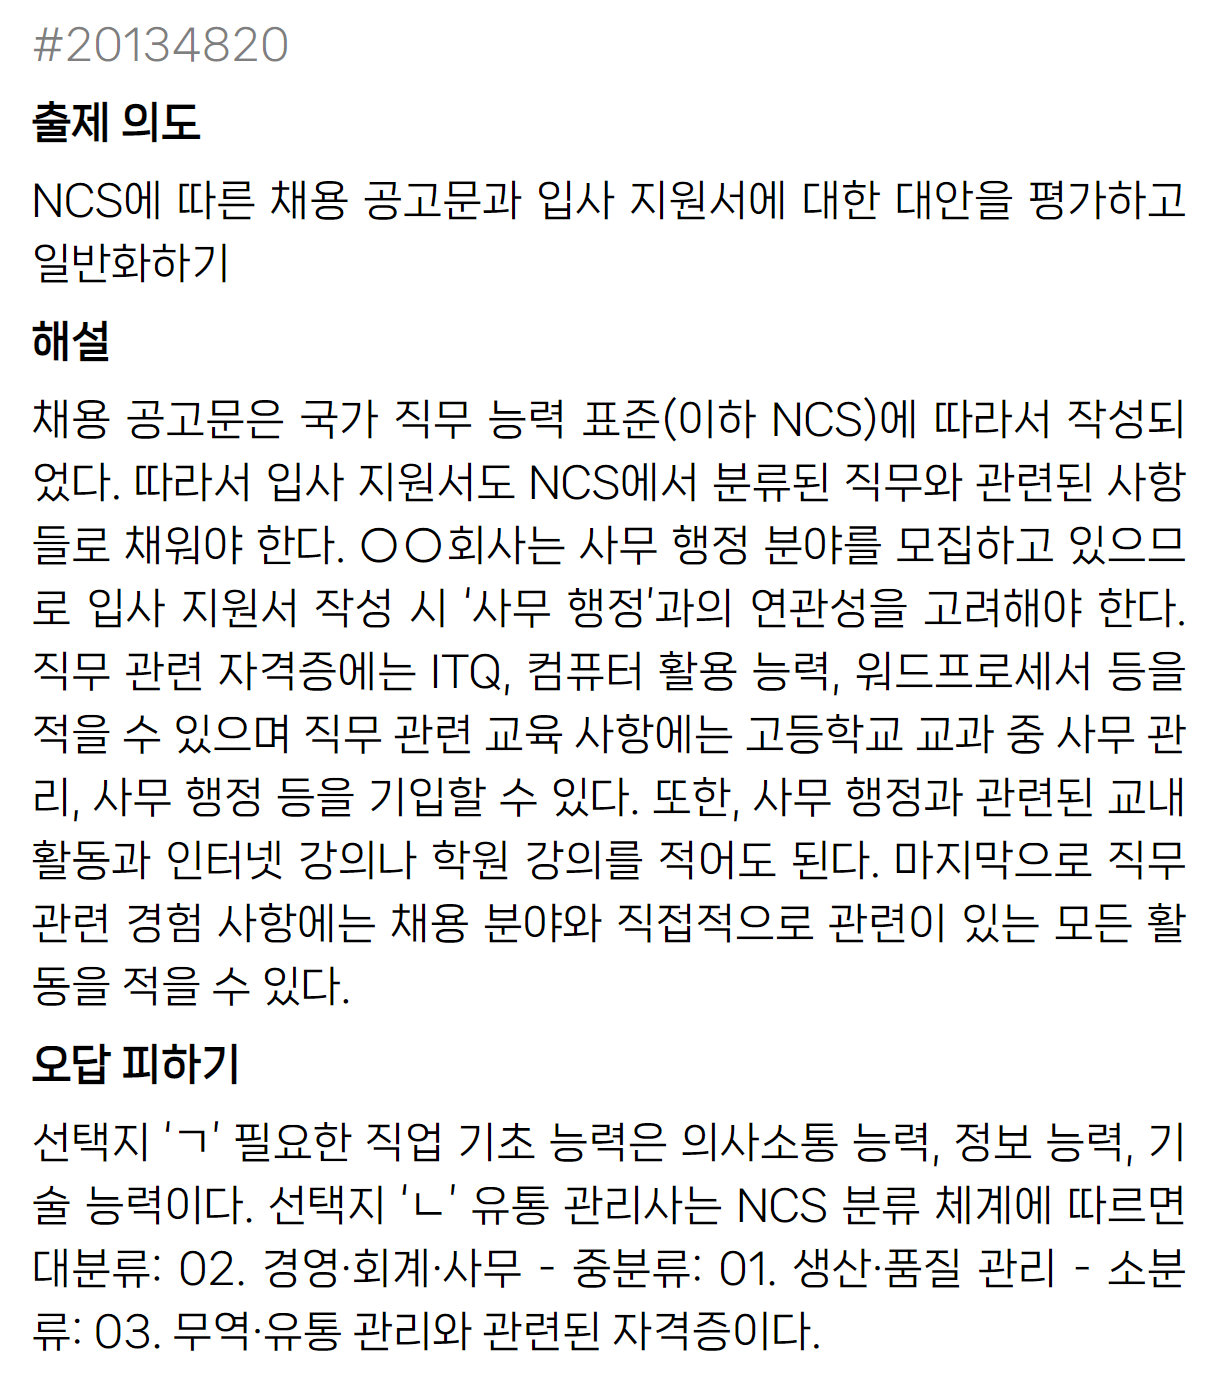 #20134820
출제 의도
NCS에 따른 채용 공고문과 입사 지원서에 대한 대안을 평가하고
일반화하기
해설
채용 공고문은 국가 직무 능력 표준(이하 NCS)에 따라서 작성되
었다. 따라서 입사 지원서도 NCS에서 분류된 직무와 관련된 사항
들로 채워야 한다. ○○회사는 사무 행정 분야를 모집하고 있으므
로 입사 지원서 작성 시 '사무 행정'과의 연관성을 고려해야 한다.
직무 관련 자격증에는 ITQ, 컴퓨터 활용 능력, 워드프로세서 등을
적을 수 있으며 직무 관련 교육 사항에는 고등학교 교과 중 사무 관
리, 사무 행정 등을 기입할 수 있다. 또한, 사무 행정과 관련된 교내
활동과 인터넷 강의나 학원 강의를 적어도 된다. 마지막으로 직무
관련 경험 사항에는 채용 분야와 직접적으로 관련이 있는 모든 활
동을 적을 수 있다.
오답 피하기
선택지 'ㄱ' 필요한 직업 기초 능력은 의사소통 능력, 정보 능력, 기
술 능력이다. 선택지 'ㄴ' 유통 관리사는 NCS 분류 체계에 따르면
대분류: 02. 경영·회계·사무 - 중분류: 01. 생산·품질 관리 - 소분
류: 03. 무역·유통 관리와 관련된 자격증이다.